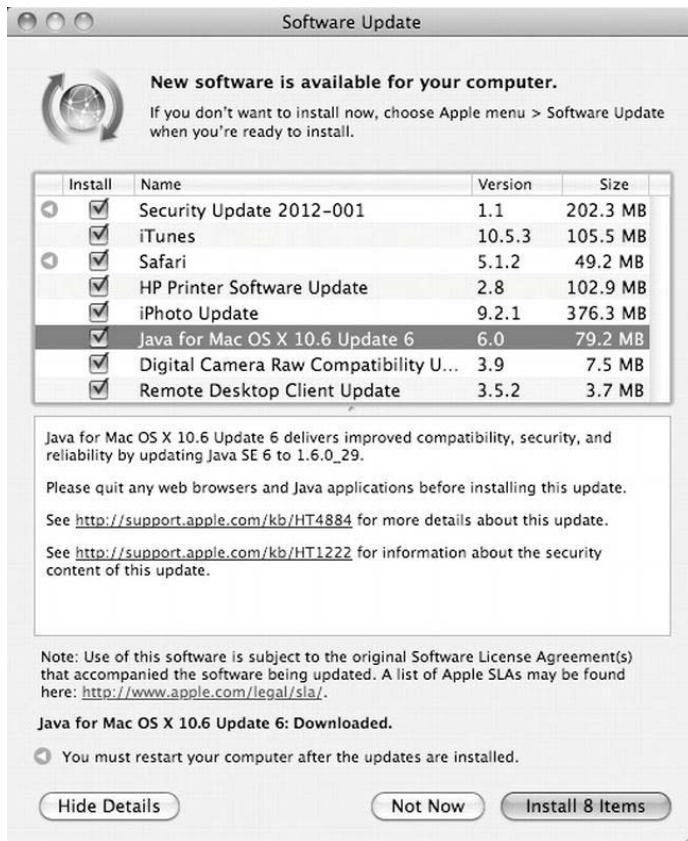 Software Update
New software is available for your computer.
If you don't want to install now, choose Apple menu > Software Update
when you're ready to install.
Install Name Version Size
Security Update 2012-001 1.1 202.3 MB
iTunes 10.5.3 105.5 MB
Safari 5.1.2 49.2 MB
HP Printer Software Update 2.8 102.9 MB
iPhoto Update 9.2.1 376.3 MB
Java for Mac OS X 10.6 Update 6 6.0 79.2 MB
Digital Camera Raw Compatibility U... 3.9 7.5 MB
Remote Desktop Client Update 3.5.2 3.7 MB
Java for Mac OS X 10.6 Update 6 delivers improved compatibility, security, and
reliability by updating Java SE 6 to 1.6.0_29.
Please quit any web browsers and Java applications before installing this update.
See http://support.apple.com/kb/HT4884 for more details about this update.
See http://support.apple.com/kb/HT1222 for information about the security
content of this update.
Note: Use of this software is subject to the original Software License Agreement(s)
that accompanied the software being updated. A list of Apple SLAs may be found
here: http://www.apple.com/legal/sla/.
Java for Mac OS X 10.6 Update 6: Downloaded.
You must restart your computer after the updates are installed.
Hide Details Not Now Install 8 Items